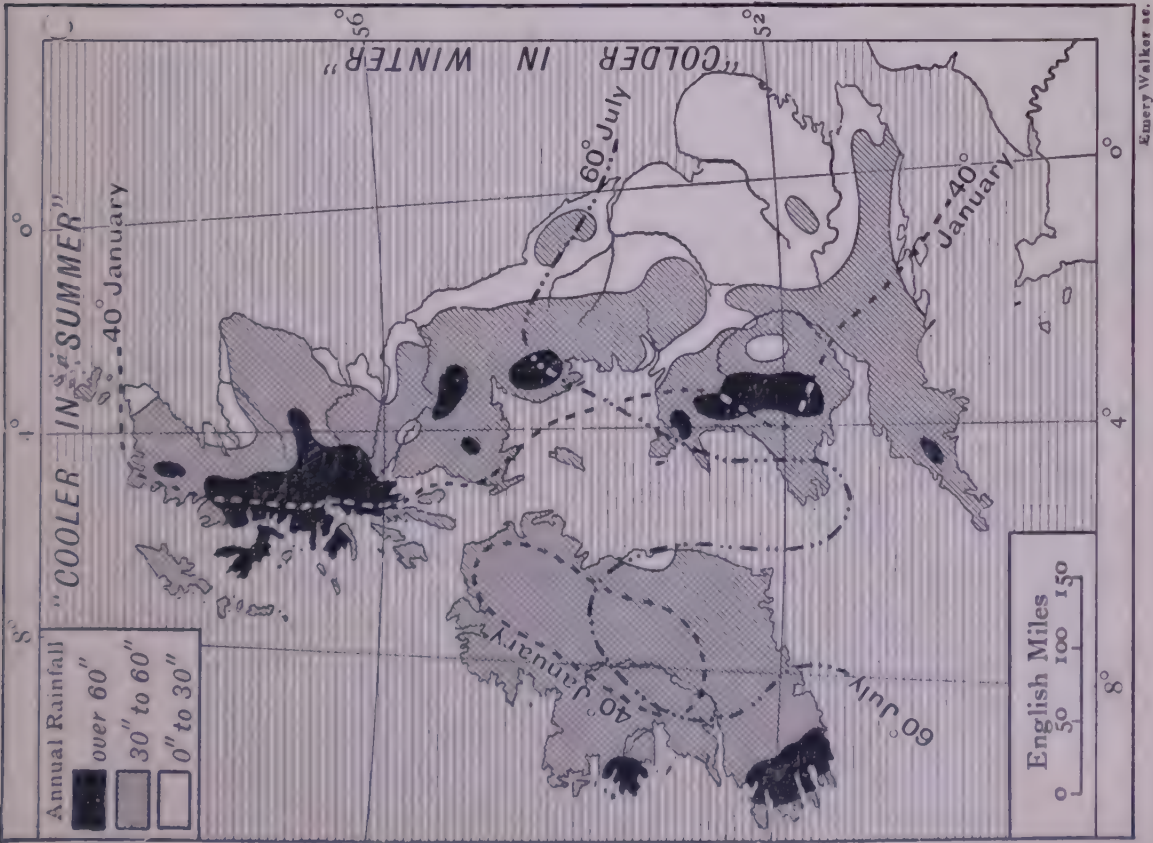 Annual Rainfall
over 60"
30" to 60"
0" to 30"
"COOLER IN SUMMER"
40° January
8°
4°
0°
56°
52°
"COLDER IN WINTER"
60° July
40° January
60° July
40°
January
8°
4°
0°
English Miles
0 50 100 150
Emery Walker sc.